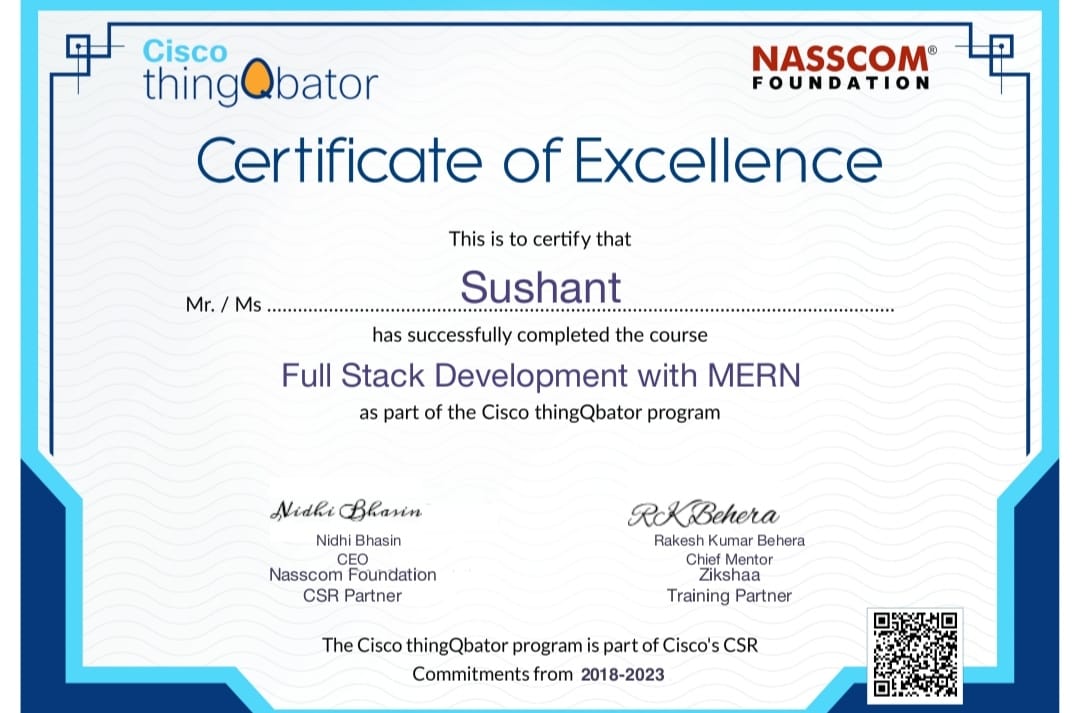 Cisco
thingQbator
NASSCOM®
FOUNDATION
Certificate of Excellence
This is to certify that
Mr. / Ms ........ Sushant ........
has successfully completed the course
Full Stack Development with MERN
as part of the Cisco thingQbator program
Nidhi Bhasin
Nidhi Bhasin
CEO
Nasscom Foundation
CSR Partner
RKBehera
Rakesh Kumar Behera
Chief Mentor
Zikshaa
Training Partner
The Cisco thingQbator program is part of Cisco's CSR
Commitments from 2018-2023